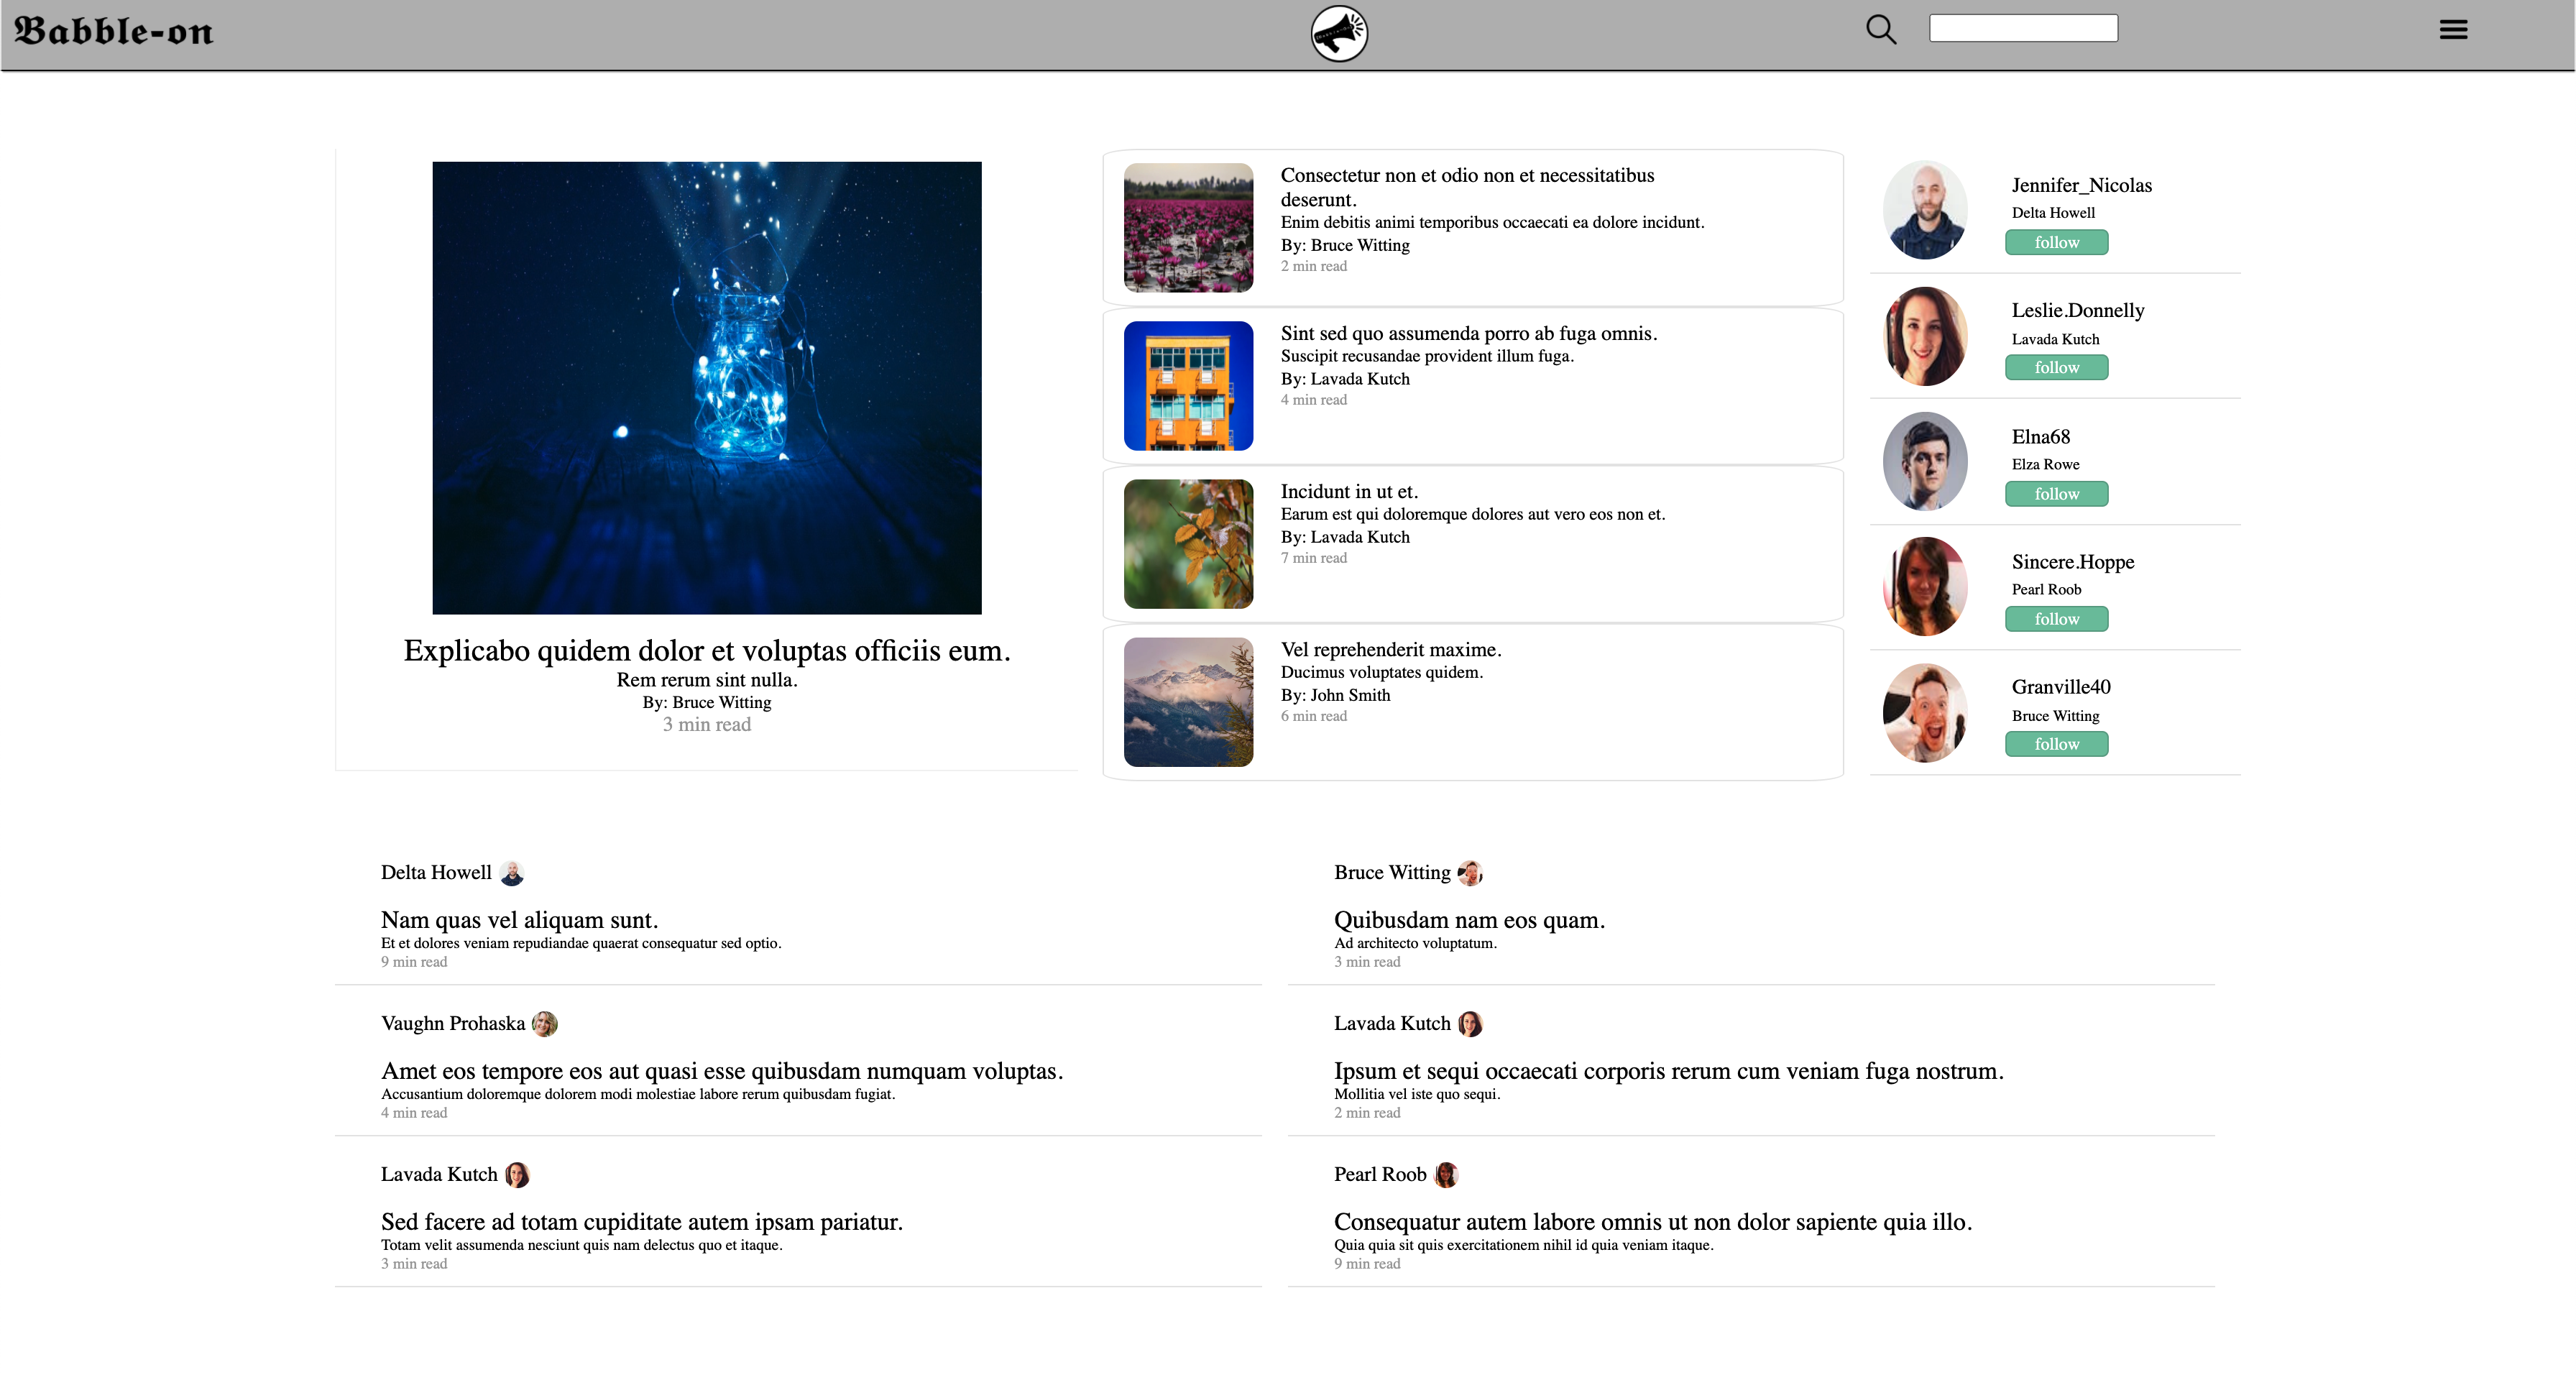 Babble-on
Explicabo quidem dolor et voluptas officiis eum.
Rem rerum sint nulla.
By: Bruce Witting
3 min read
Consectetur non et odio non et necessitatibus
deserunt.
Enim debitis animi temporibus occaecati ea dolore incidunt.
By: Bruce Witting
2 min read
Sint sed quo assumenda porro ab fuga omnis.
Suscipit recusandae provident illum fuga.
By: Lavada Kutch
4 min read
Incidunt in ut et.
Earum est qui doloremque dolores aut vero eos non et.
By: Lavada Kutch
7 min read
Vel reprehenderit maxime.
Ducimus voluptates quidem.
By: John Smith
6 min read
Jennifer_Nicolas
Delta Howell
follow
Leslie.Donnelly
Lavada Kutch
follow
Elna68
Elza Rowe
follow
Sincere.Hoppe
Pearl Roob
follow
Granville40
Bruce Witting
follow
Delta Howell
Nam quas vel aliquam sunt.
Et et dolores veniam repudiandae quaerat consequatur sed optio.
9 min read
Bruce Witting
Quibusdam nam eos quam.
Ad architecto voluptatum.
3 min read
Vaughn Prohaska
Amet eos tempore eos aut quasi esse quibusdam numquam voluptas.
Accusantium doloremque dolorem modi molestiae labore rerum quibusdam fugiat.
4 min read
Lavada Kutch
Ipsum et sequi occaecati corporis rerum cum veniam fuga nostrum.
Mollitia vel iste quo sequi.
2 min read
Lavada Kutch
Sed facere ad totam cupiditate autem ipsam pariatur.
Totam velit assumenda nesciunt quis nam delectus quo et itaque.
3 min read
Pearl Roob
Consequatur autem labore omnis ut non dolor sapiente quia illo.
Quia quia sit quis exercitationem nihil id quia veniam itaque.
9 min read